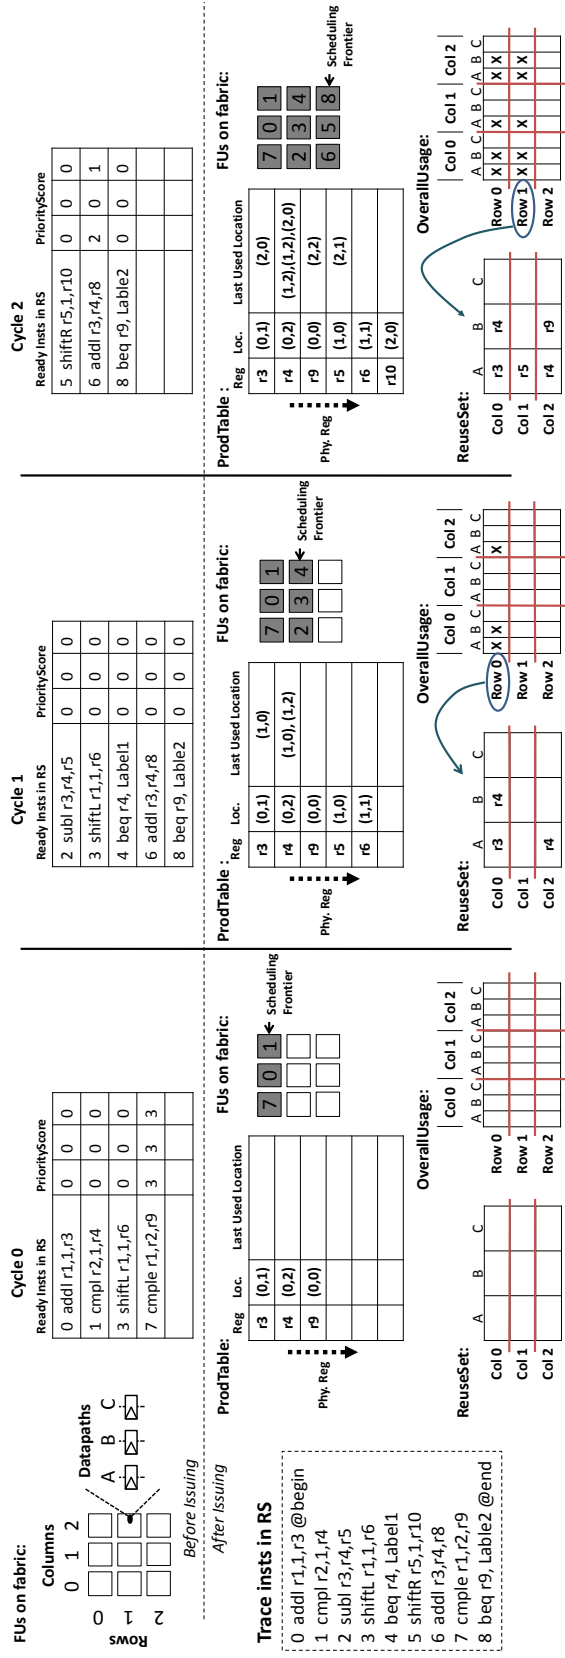 FUs on fabric:
Columns
0 1 2
Rows
0
1
2
Datapaths
A B C
Before Issuing
After Issuing
Trace insts in RS
0 addl r1,1,r3 @begin
1 cmpl r2,1,r4
2 subl r3,r4,r5
3 shiftL r1,1,r6
4 beq r4, Label1
5 shiftR r5,1,r10
6 addl r3,r4,r8
7 cmple r1,r2,r9
8 beq r9, Lable2 @end
Cycle 0
Ready Insts in RS PriorityScore
0 addl r1,1,r3 0 0 0
1 cmpl r2,1,r4 0 0 0
3 shiftL r1,1,r6 0 0 0
7 cmple r1,r2,r9 3 3 3
ProdTable:
Reg Loc. Last Used Location
r3 (0,1)
r4 (0,2)
r9 (0,0)
Phy. Reg
FUs on fabric:
7 0 1
Scheduling
Frontier
ReuseSet:
A B C
Col 0
Col 1
Col 2
OverallUsage:
Col 0 Col 1 Col 2
A B C A B C A B C
Row 0
Row 1
Row 2
Cycle 1
Ready Insts in RS PriorityScore
2 subl r3,r4,r5 0 0 0
3 shiftL r1,1,r6 0 0 0
4 beq r4, Label1 0 0 0
6 addl r3,r4,r8 0 0 0
8 beq r9, Lable2 0 0 0
ProdTable :
Reg Loc. Last Used Location
r3 (0,1) (1,0)
r4 (0,2) (1,0), (1,2)
r9 (0,0)
r5 (1,0)
r6 (1,1)
Phy. Reg
FUs on fabric:
7 0 1
2 3 4
Scheduling
Frontier
ReuseSet:
A B C
Col 0 r3 r4
Col 1
Col 2 r4
OverallUsage:
Col 0 Col 1 Col 2
A B C A B C A B C
Row 0 X X X
Row 1
Row 2
Cycle 2
Ready Insts in RS PriorityScore
5 shiftR r5,1,r10 0 0 0
6 addl r3,r4,r8 2 0 1
8 beq r9, Lable2 0 0 0
ProdTable :
Reg Loc. Last Used Location
r3 (0,1) (2,0)
r4 (0,2) (1,2),(1,2),(2,0)
r9 (0,0) (2,2)
r5 (1,0) (2,1)
r6 (1,1)
r10 (2,0)
Phy. Reg
FUs on fabric:
7 0 1
2 3 4
6 5 8
Scheduling
Frontier
ReuseSet:
A B C
Col 0 r3 r4
Col 1 r5
Col 2 r4 r9
OverallUsage:
Col 0 Col 1 Col 2
A B C A B C A B C
Row 0 X X X X X
Row 1 X X X X X
Row 2